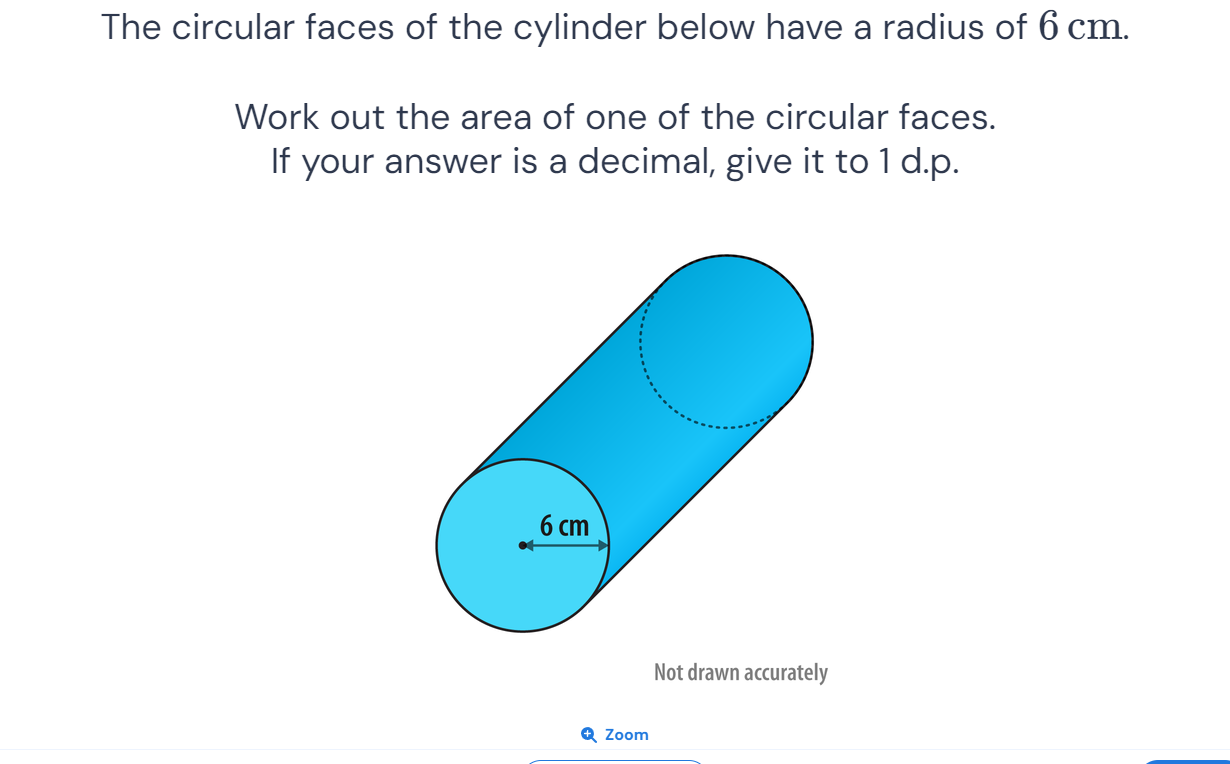 The circular faces of the cylinder below have a radius of 6 cm.
Work out the area of one of the circular faces.
If your answer is a decimal, give it to 1 d.p.
6 cm
Not drawn accurately
Zoom